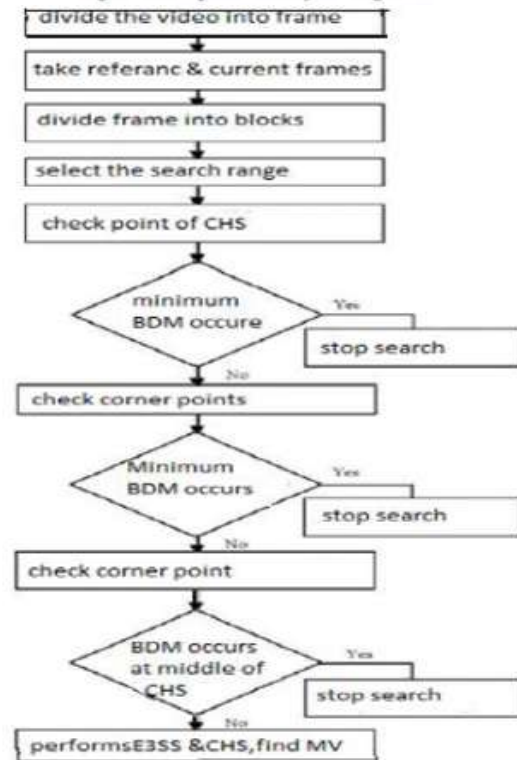 divide the video into frame
take referanc & current frames
divide frame into blocks
select the search range
check point of CHS
minimum
BDM occure
Yes
stop search
No
check corner points
Minimum
BDM occurs
Yes
stop search
No
check corner point
BDM occurs
at middle of
CHS
Yes
stop search
No
performsE3SS &CHS,find MV